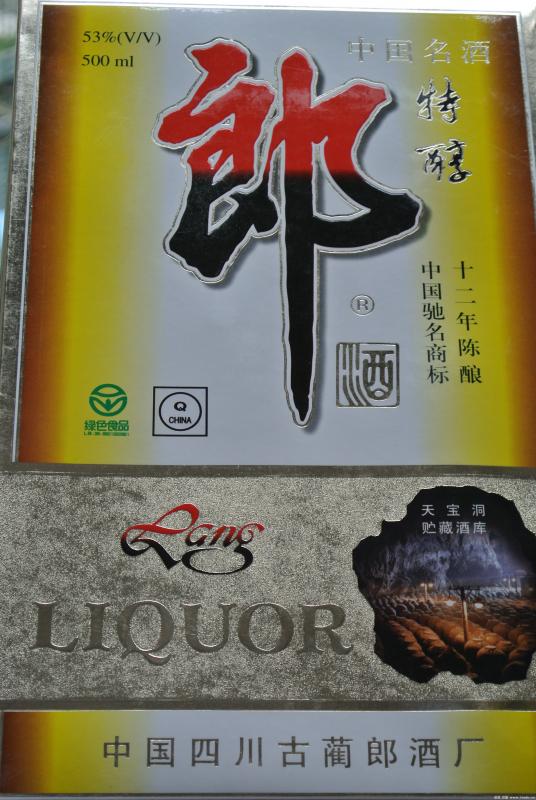 53%(V/V)
500 ml
中国名酒
特醇
郎
®
酒
十二年陈酿
中国驰名商标
绿色食品
Q
CHINA
Lang
LIQUOR
天宝洞
贮藏酒库
中国四川古蔺郎酒厂